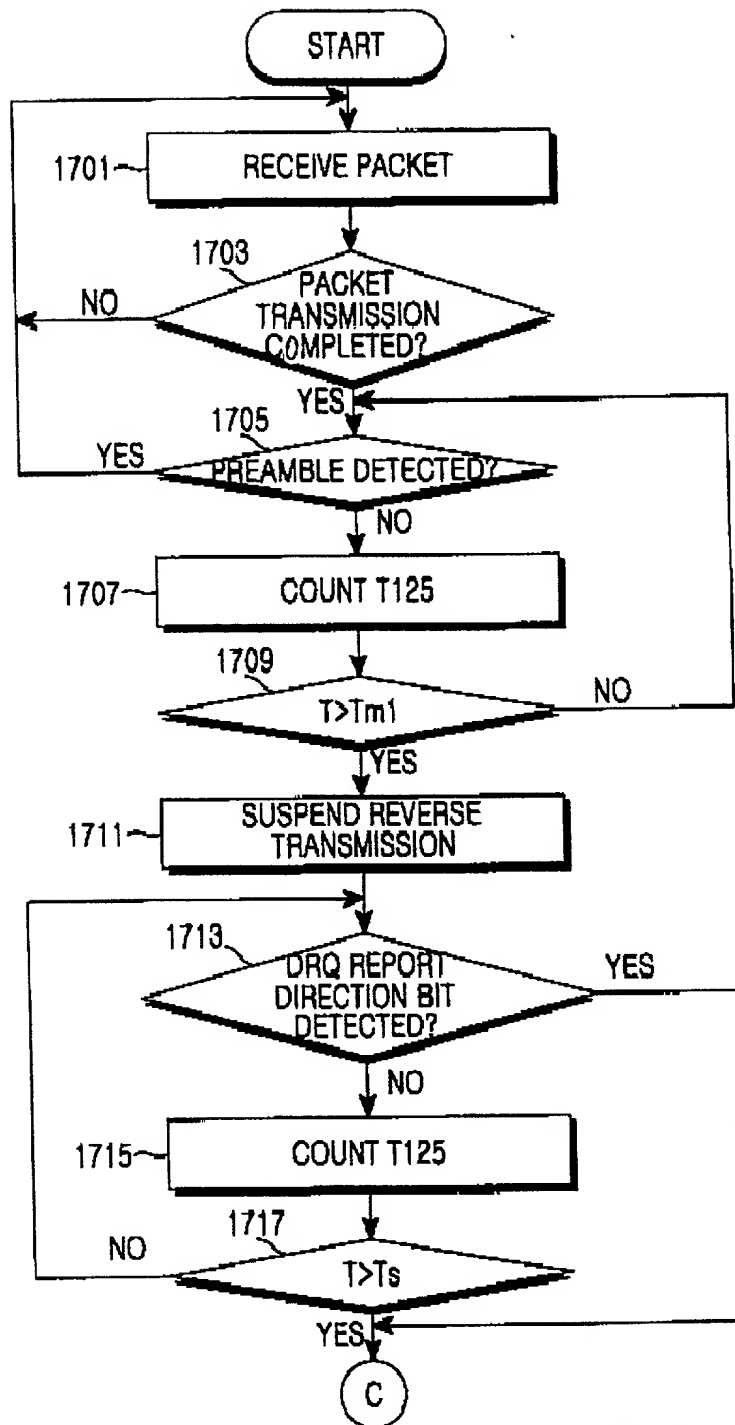 START
1701
RECEIVE PACKET
1703
PACKET
TRANSMISSION
COMPLETED?
NO
YES
1705
YES
PREAMBLE DETECTED?
NO
1707
COUNT T125
1709
T>Tm1
NO
YES
1711
SUSPEND REVERSE
TRANSMISSION
1713
DRQ REPORT
DIRECTION BIT
DETECTED?
YES
NO
1715
COUNT T125
1717
NO
T>Ts
YES
C